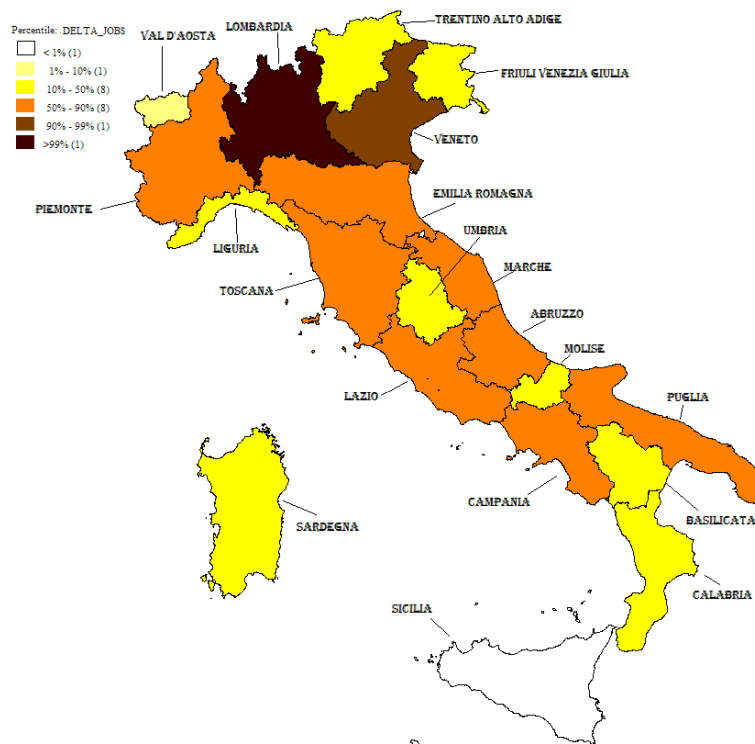 Percentile: .DELTA_JOBS
< 1% (1)
1% - 10% (1)
10% - 50% (8)
50% - 90% (8)
90% - 99% (1)
>99% (1)
VAL D'AOSTA
LOMBARDIA
TRENTINO ALTO ADIGE
FRIULI VENEZIA GIULIA
VENETO
PIEMONTE
EMILIA ROMAGNA
UMBRIA
LIGURIA
MARCHE
TOSCANA
ABRUZZO
MOLISE
LAZIO
PUGLIA
CAMPANIA
BASILICATA
SARDEGNA
CALABRIA
SICILIA